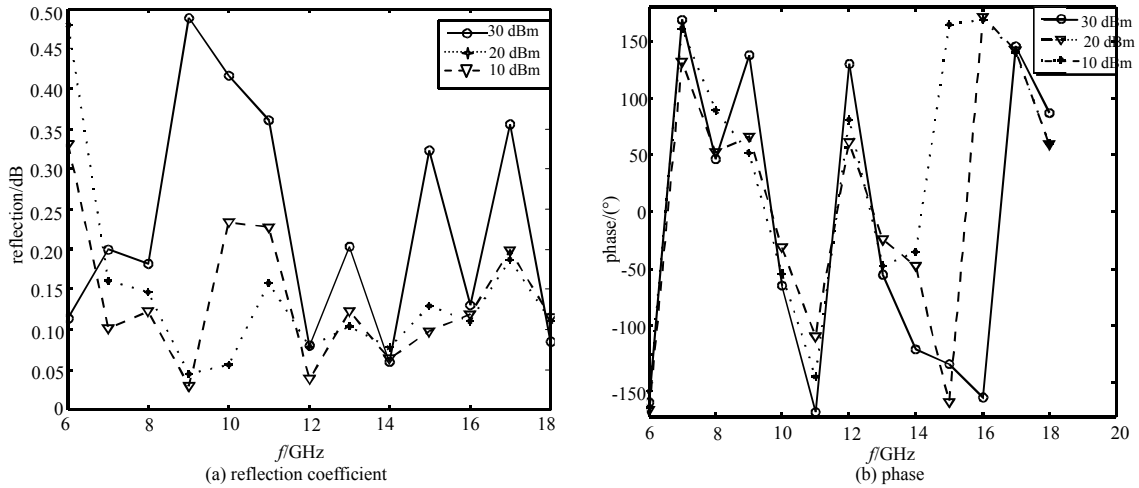 0.50
0.45
0.40
0.35
0.30
0.25
0.20
0.15
0.10
0.05
0
reflection/dB
6 8 10 12 14 16 18
f/GHz
30 dBm
20 dBm
10 dBm
(a) reflection coefficient
150
100
50
0
-50
-100
-150
phase/(°)
6 8 10 12 14 16 18 20
f/GHz
30 dBm
20 dBm
10 dBm
(b) phase